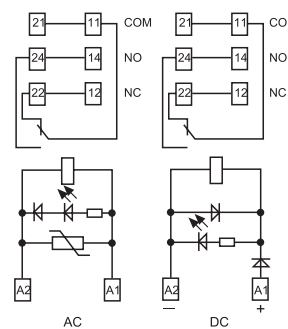 21 11 COM 21 11 CO
24 14 NO 24 14 NO
22 12 NC 22 12 NC
A2 A1 A2 A1
— +
AC DC